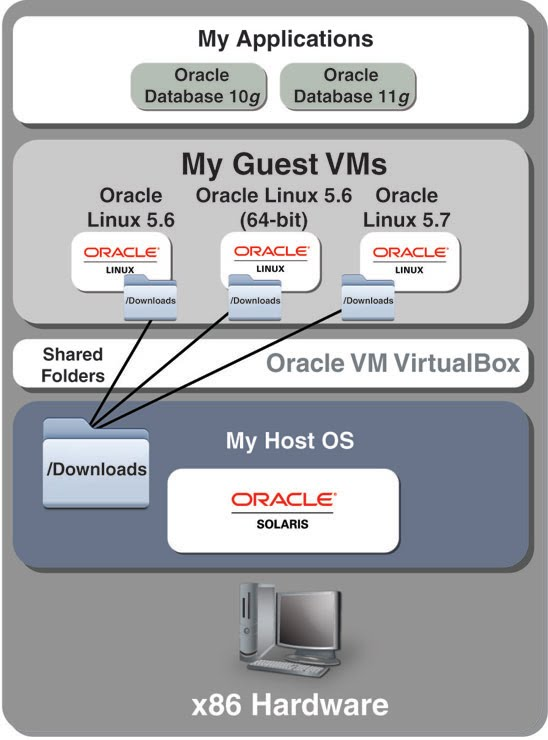 My Applications
Oracle
Database 10g
Oracle
Database 11g
My Guest VMs
Oracle
Linux 5.6
Oracle Linux 5.6
(64-bit)
Oracle
Linux 5.7
ORACLE®
LINUX
ORACLE®
LINUX
ORACLE®
LINUX
/Downloads
/Downloads
/Downloads
Shared
Folders
Oracle VM VirtualBox
/Downloads
My Host OS
ORACLE®
SOLARIS
x86 Hardware